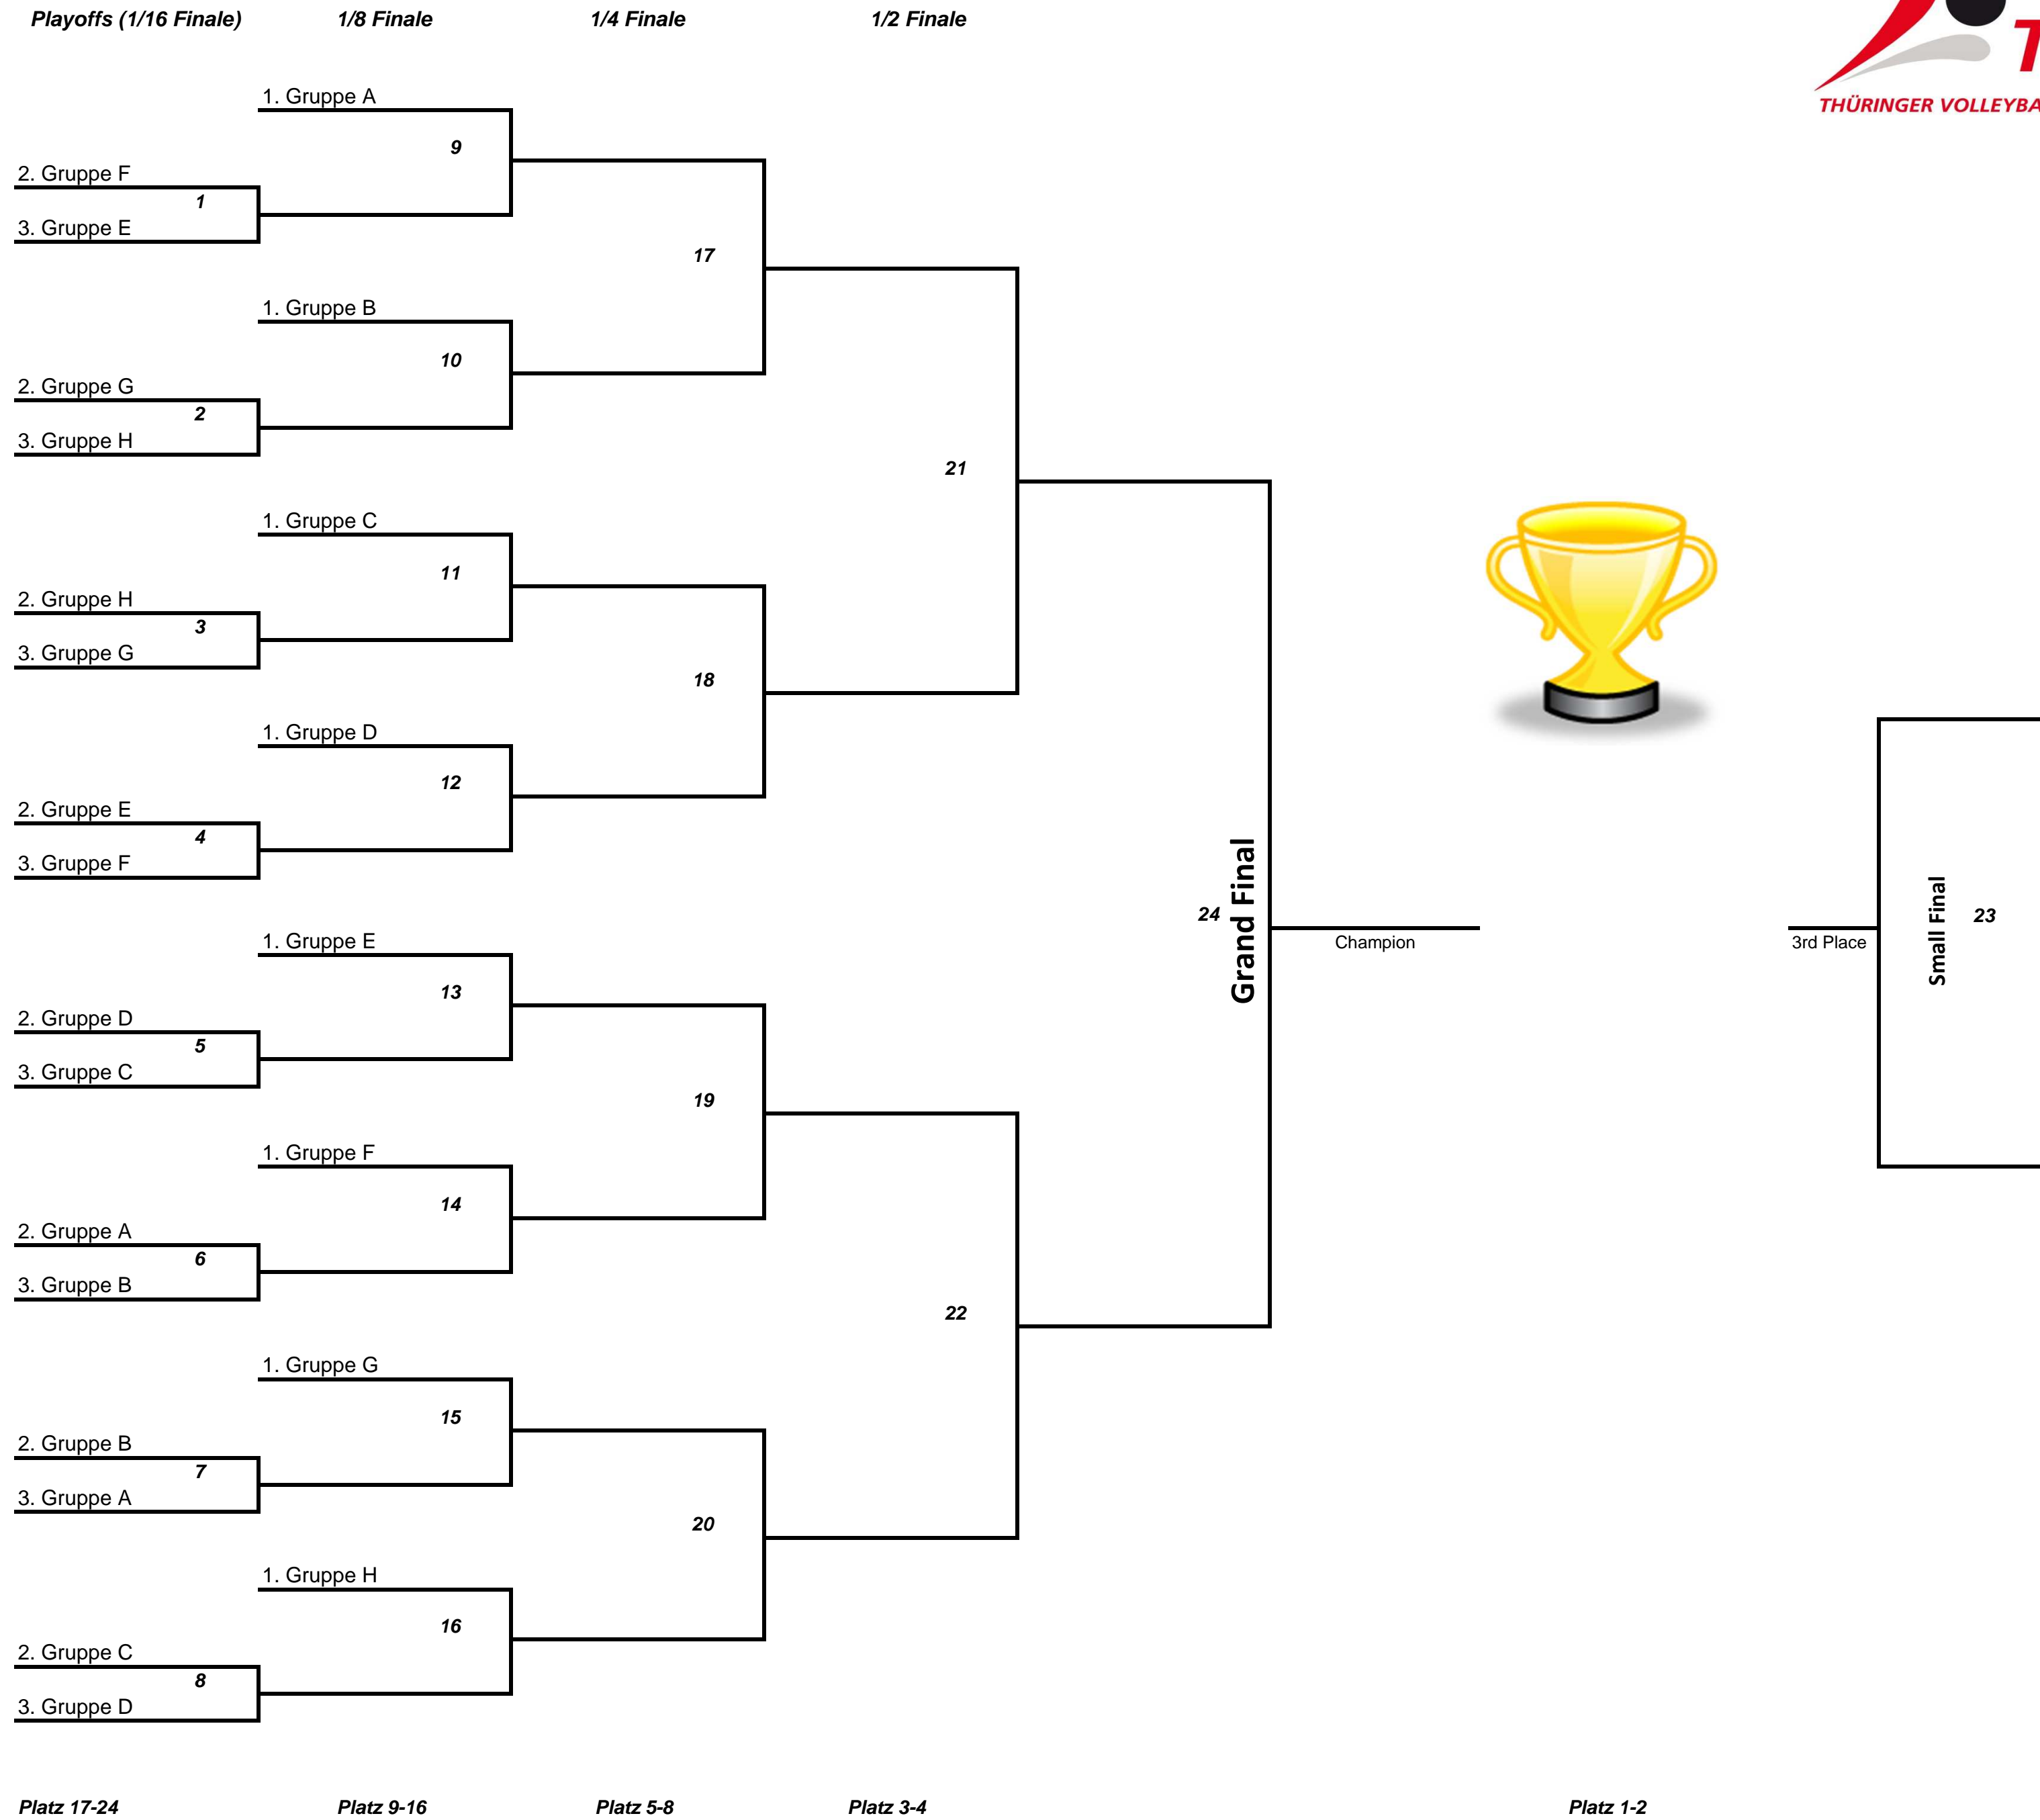 Playoffs (1/16 Finale) 1/8 Finale 1/4 Finale 1/2 Finale
THÜRINGER
1. Gruppe A
9
2. Gruppe F
1
3. Gruppe E
17
1. Gruppe B
10
2. Gruppe G
2
3. Gruppe H
21
1. Gruppe C
11
2. Gruppe H
3
3. Gruppe G
18
1. Gruppe D
12
2. Gruppe E
4
3. Gruppe F
24
Grand Final
Champion
3rd Place
Small Final
23
1. Gruppe E
13
2. Gruppe D
5
3. Gruppe C
19
1. Gruppe F
14
2. Gruppe A
6
3. Gruppe B
22
1. Gruppe G
15
2. Gruppe B
7
3. Gruppe A
20
1. Gruppe H
16
2. Gruppe C
8
3. Gruppe D
Platz 17-24 Platz 9-16 Platz 5-8 Platz 3-4 Platz 1-2